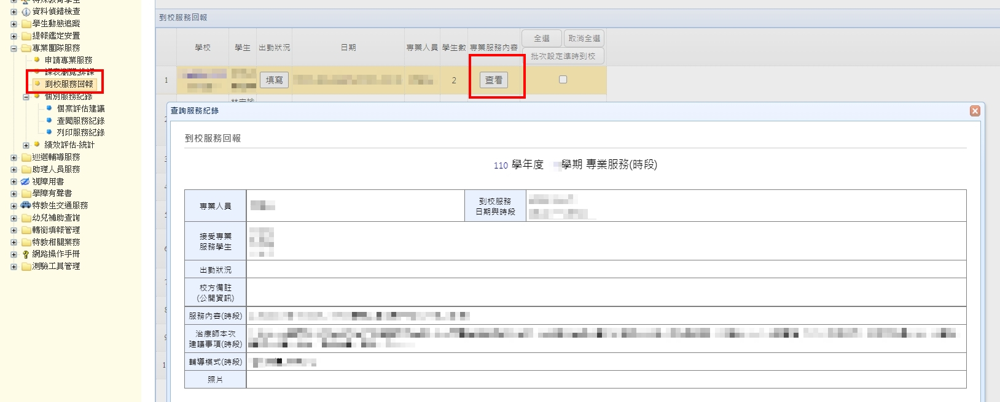 特殊教育學生
資料偵錯檢查
學生動態追蹤
提報鑑定安置
專業團隊服務
申請專業服務
課表瀏覽,排課
到校服務回報
個別服務紀錄
個案評估建議
查閱服務紀錄
列印服務紀錄
績效評估-統計
巡迴輔導服務
助理人員服務
視障用書
學障有聲書
特教生交通服務
幼兒補助查詢
轉銜填報管理
特教相關業務
網路操作手冊
測驗工具管理
到校服務回報
學校 學生 出勤狀況 日期 專業人員 學生數 專業服務內容 全選 取消全選
批次設定準時到校
1 填寫 2 查看
查詢服務紀錄
到校服務回報
110 學年度 學期 專業服務(時段)
專業人員 到校服務
日期與時段
接受專業
服務學生
出勤狀況
校方備註
(公開資訊)
服務內容(時段)
治療師本次
建議事項(時段)
輔導模式(時段)
照片